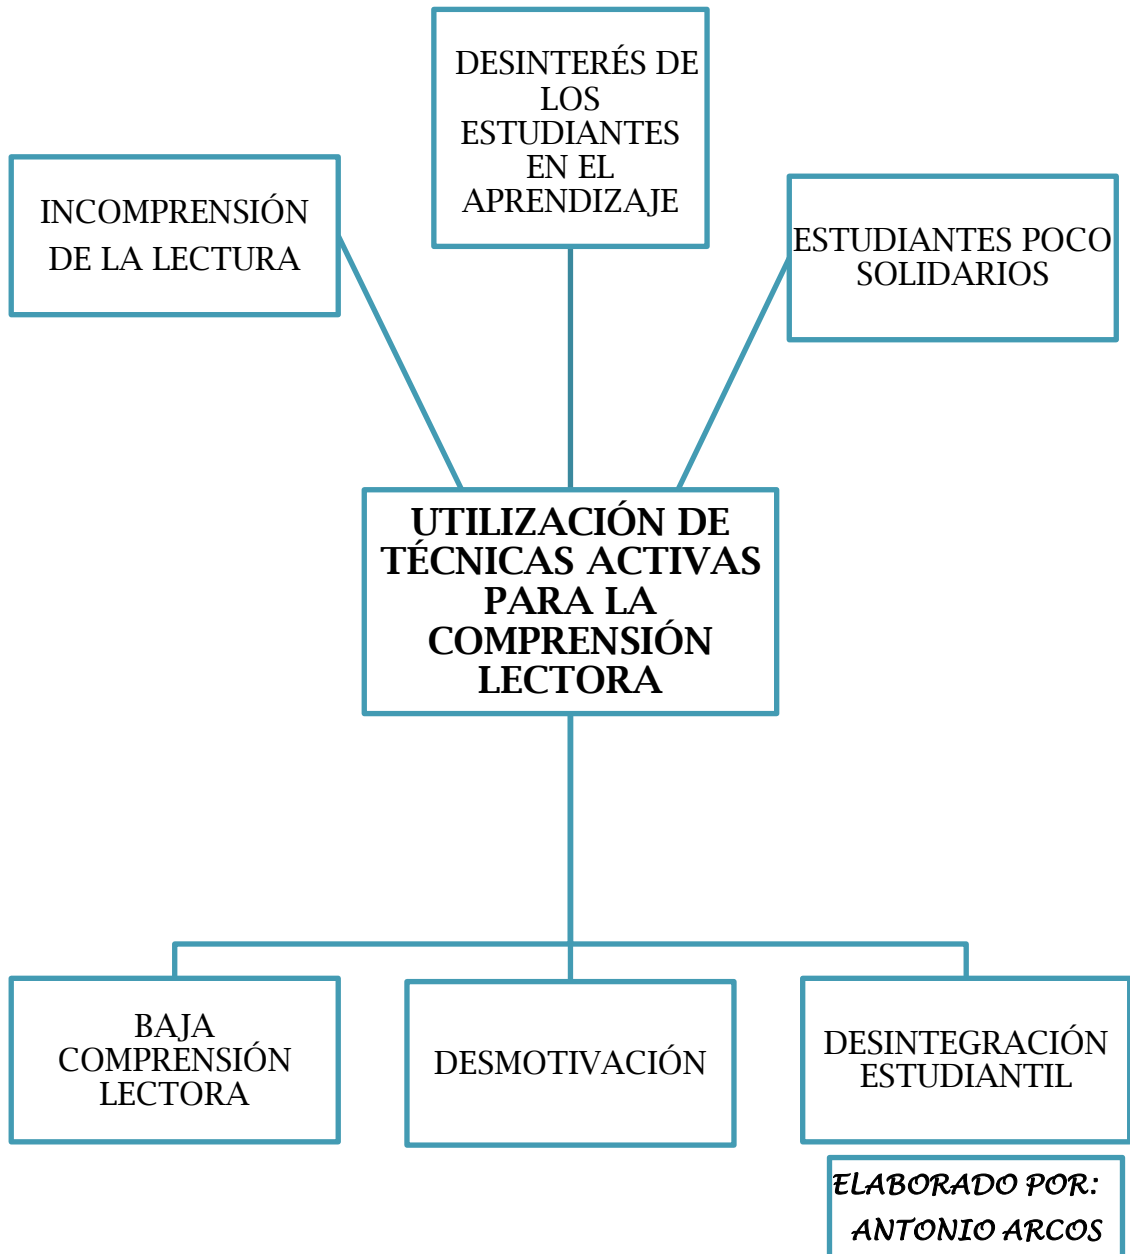 DESINTERÉS DE
LOS
ESTUDIANTES
EN EL
APRENDIZAJE
INCOMPRENSIÓN
DE LA LECTURA
ESTUDIANTES POCO
SOLIDARIOS
UTILIZACIÓN DE
TÉCNICAS ACTIVAS
PARA LA
COMPRENSIÓN
LECTORA
BAJA
COMPRENSIÓN
LECTORA
DESMOTIVACIÓN
DESINTEGRACIÓN
ESTUDIANTIL
ELABORADO POR:
ANTONIO ARCOS